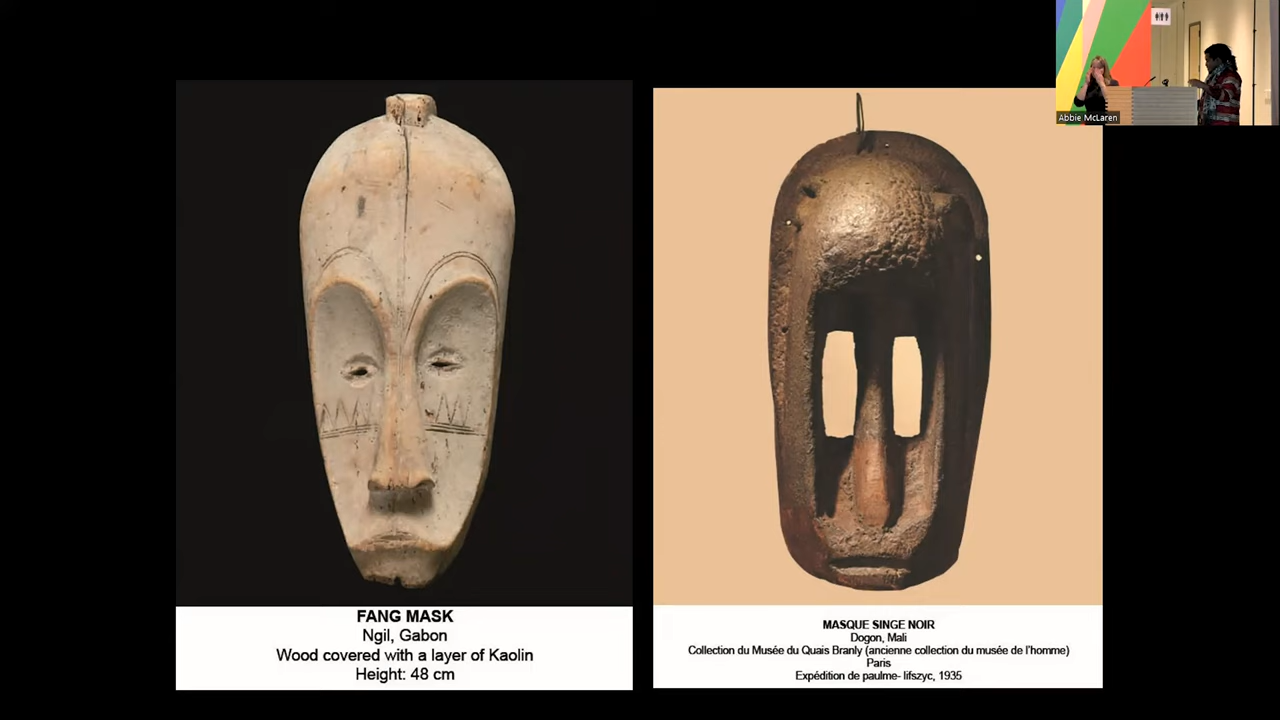 Abbie McLaren
FANG MASK
Ngil, Gabon
Wood covered with a layer of Kaolin
Height: 48 cm
MASQUE SINGE NOIR
Dogon, Mali
Collection du Musée du Quais Branly (ancienne collection du musée de l'homme)
Paris
Expédition de paulme- lifszyc, 1935